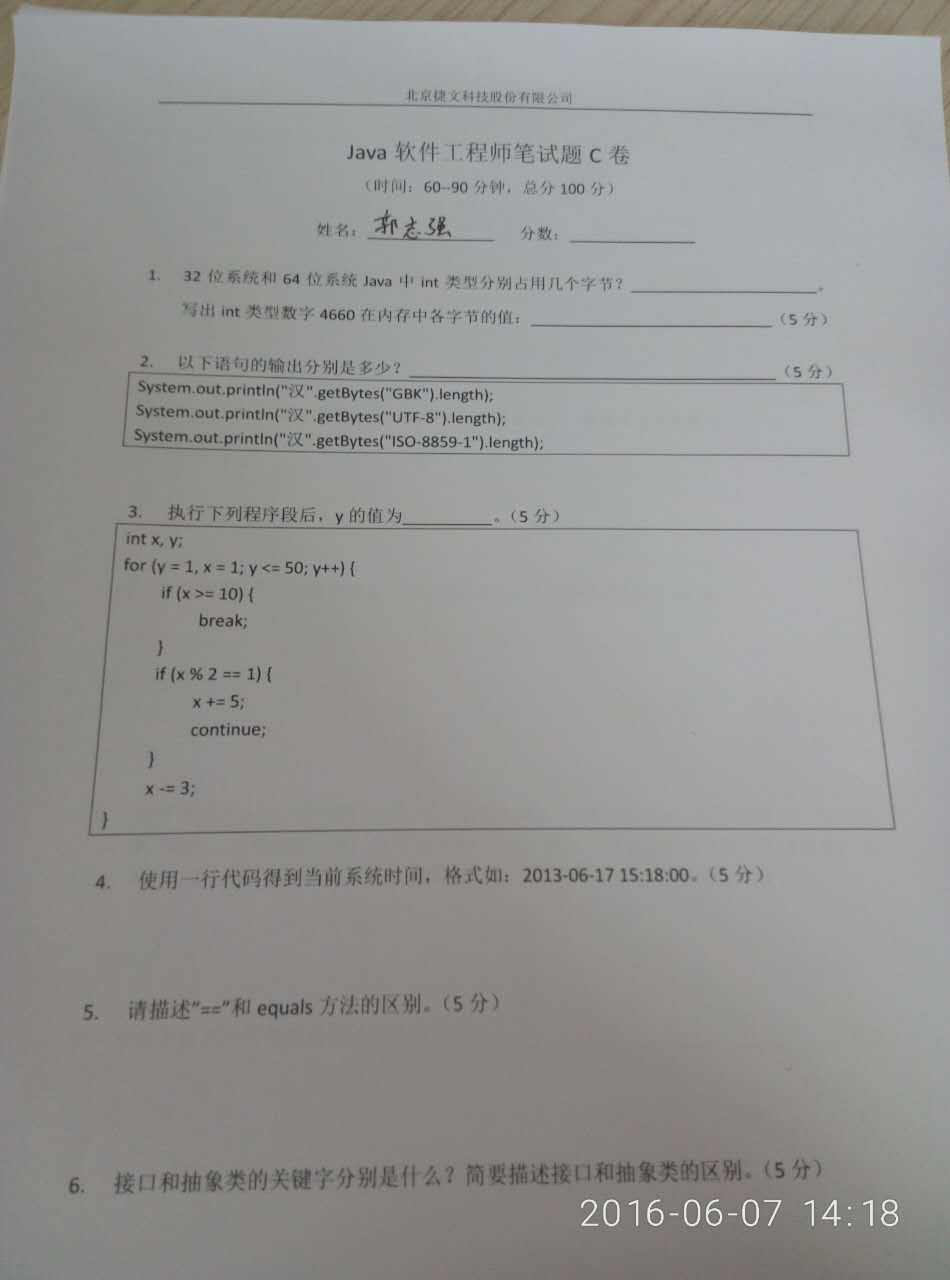 北京捷文科技股份有限公司
Java 软件工程师笔试题 C 卷
（时间：60--90 分钟，总分 100 分）
姓名：郭志强 分数：
1. 32 位系统和 64 位系统 Java 中 int 类型分别占用几个字节？ 。
写出 int 类型数字 4660 在内存中各字节的值： （5 分）
2. 以下语句的输出分别是多少？ （5 分）
System.out.println("汉".getBytes("GBK").length);
System.out.println("汉".getBytes("UTF-8").length);
System.out.println("汉".getBytes("ISO-8859-1").length);
3. 执行下列程序段后，y 的值为 。（5 分）
int x, y;
for (y = 1, x = 1; y <= 50; y++) {
if (x >= 10) {
break;
}
if (x % 2 == 1) {
x += 5;
continue;
}
x -= 3;
}
4. 使用一行代码得到当前系统时间，格式如：2013-06-17 15:18:00。（5 分）
5. 请描述"=="和 equals 方法的区别。（5 分）
6. 接口和抽象类的关键字分别是什么？简要描述接口和抽象类的区别。（5 分）
2016-06-07 14:18